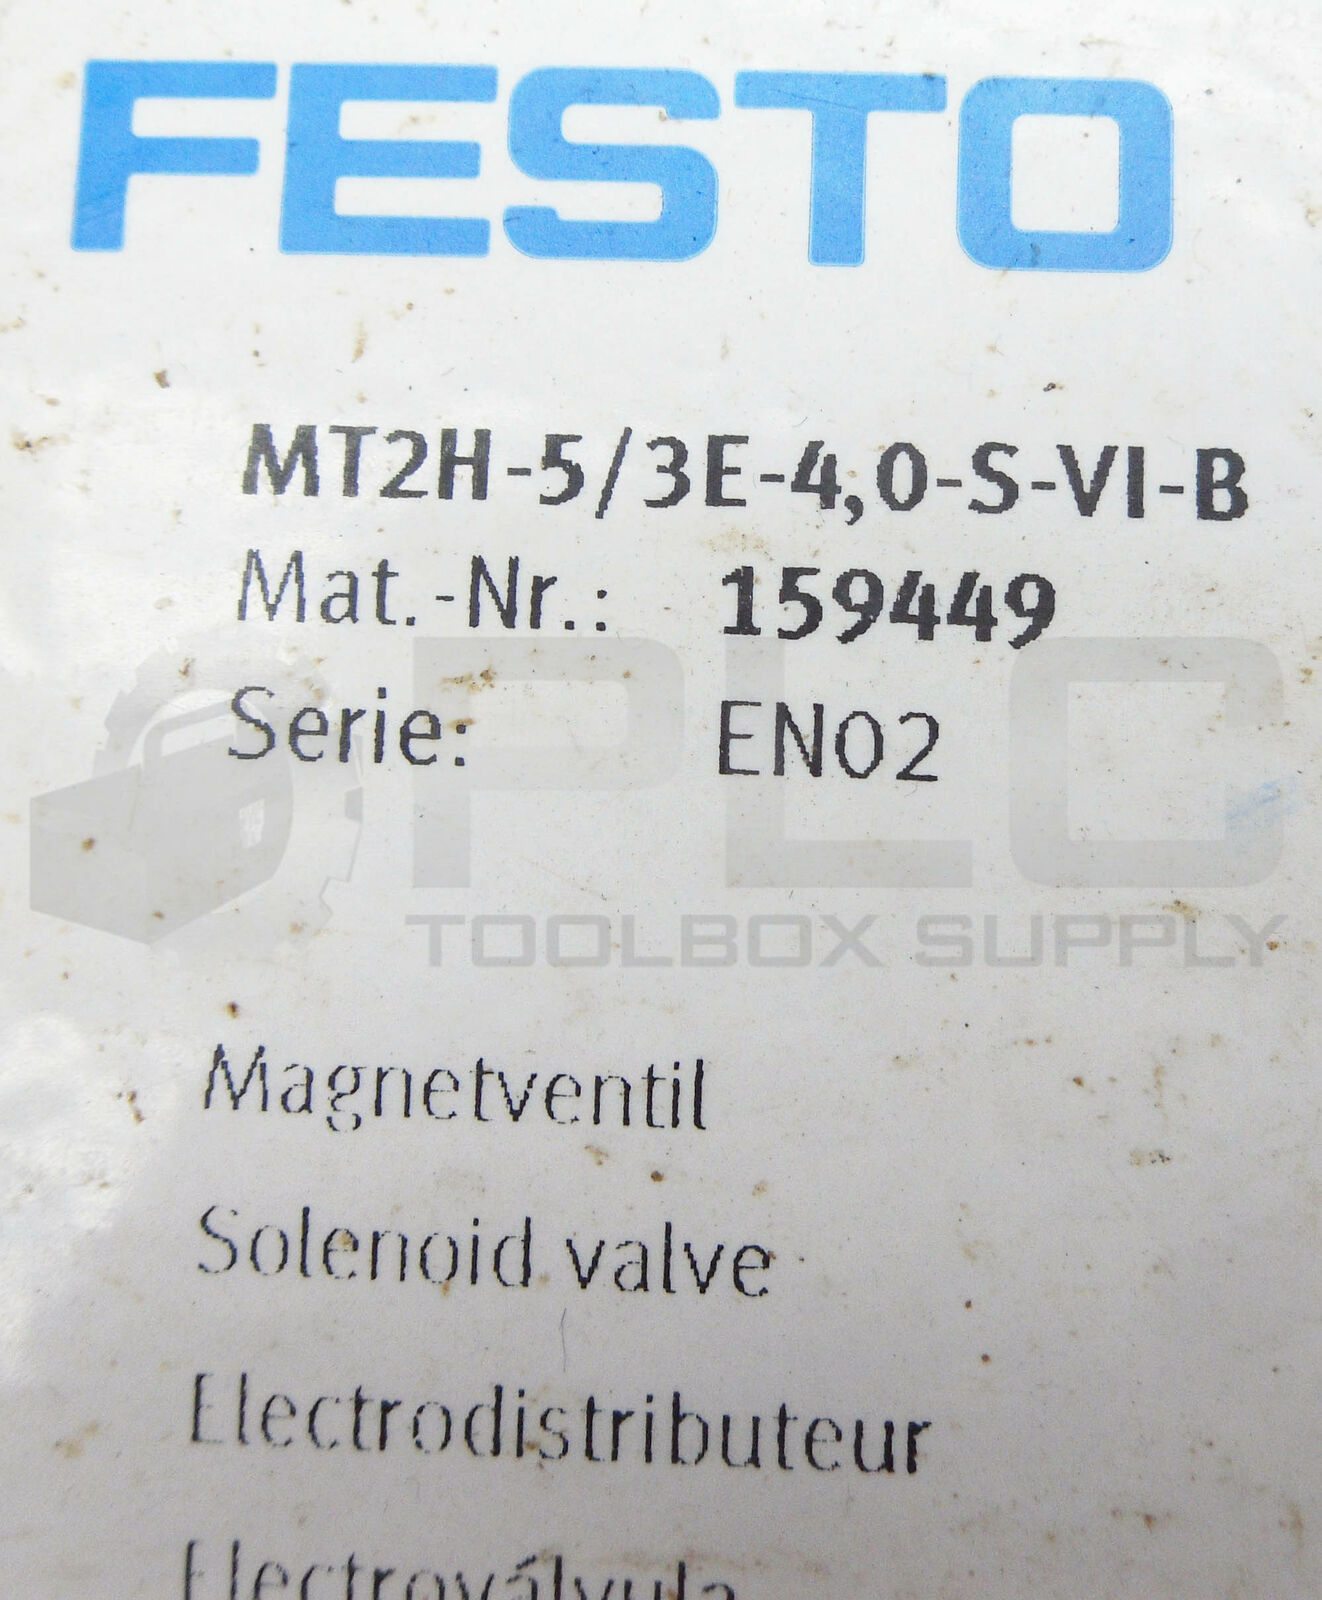 FESTO
MT2H-5/3E-4,0-S-VI-B
Mat.-Nr.: 159449
Serie: EN02
PLC
TOOLBOX SUPPLY
Magnetventil
Solenoid valve
Electrodistributeur
Electroválvula